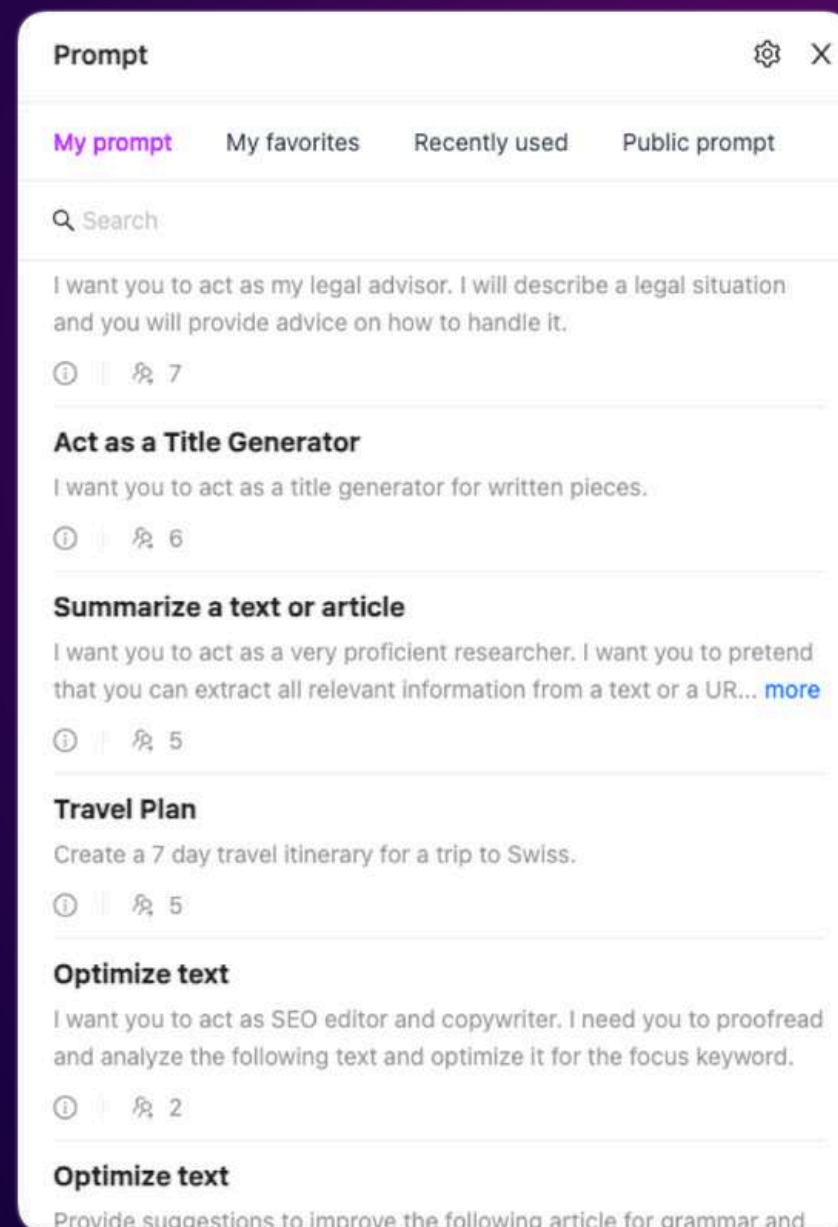 Prompt
My prompt My favorites Recently used Public prompt
Search
I want you to act as my legal advisor. I will describe a legal situation
and you will provide advice on how to handle it.
7
Act as a Title Generator
I want you to act as a title generator for written pieces.
6
Summarize a text or article
I want you to act as a very proficient researcher. I want you to pretend
that you can extract all relevant information from a text or a UR... more
5
Travel Plan
Create a 7 day travel itinerary for a trip to Swiss.
5
Optimize text
I want you to act as SEO editor and copywriter. I need you to proofread
and analyze the following text and optimize it for the focus keyword.
2
Optimize text
Provide suggestions to improve the following article for grammar and